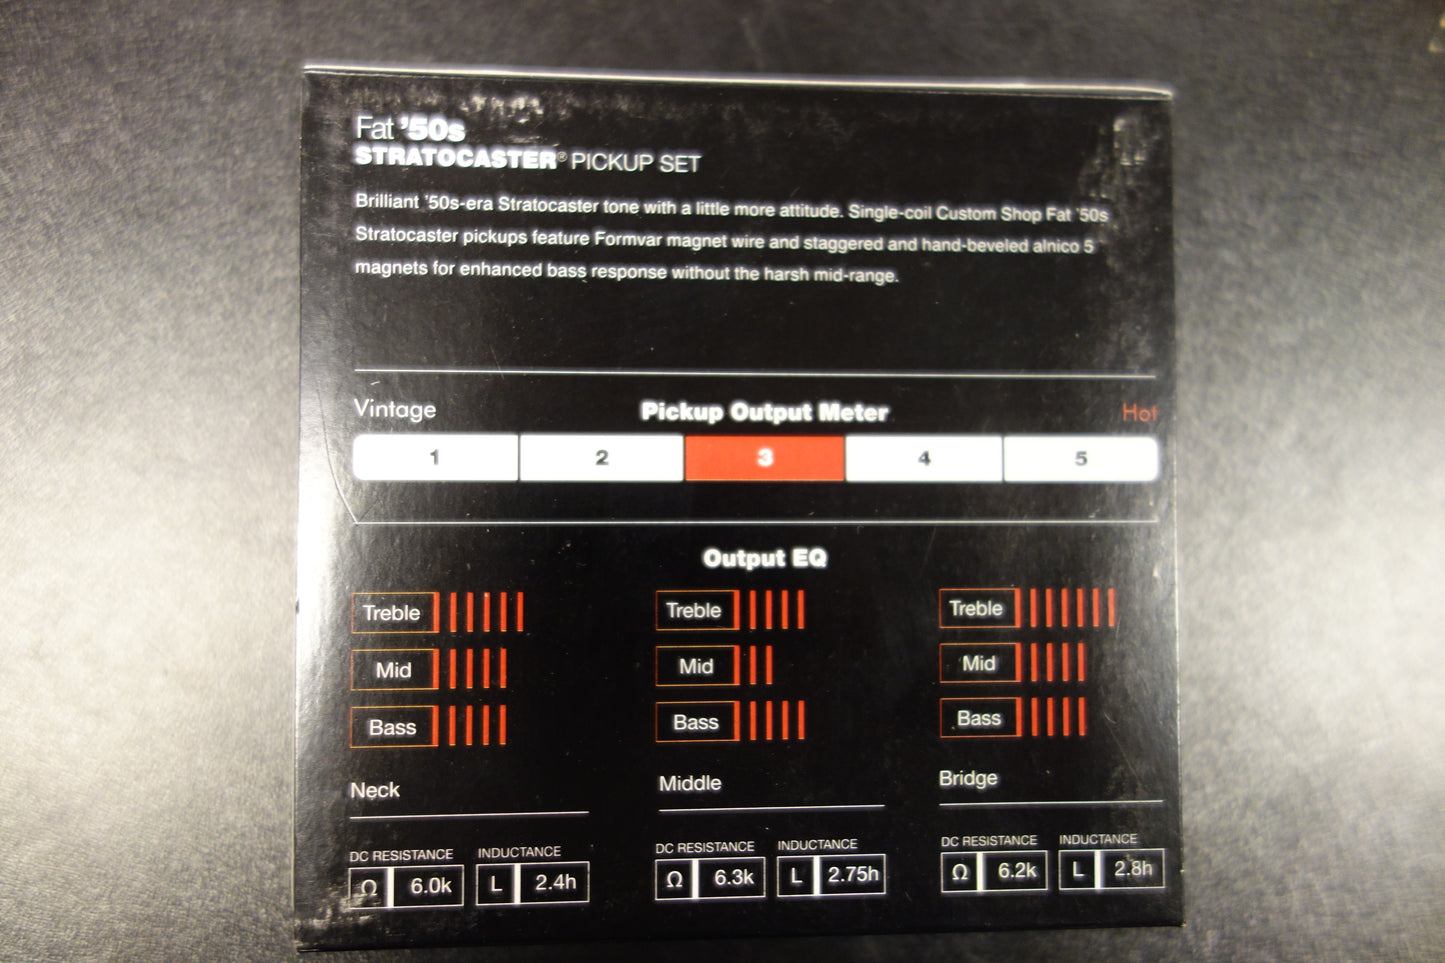 Fat '50s
STRATOCASTER® PICKUP SET
Brilliant '50s-era Stratocaster tone with a little more attitude. Single-coil Custom Shop Fat '50s
Stratocaster pickups feature Formvar magnet wire and staggered and hand-beveled alnico 5
magnets for enhanced bass response without the harsh mid-range.
Vintage Pickup Output Meter Hot
1 2 3 4 5
Output EQ
Treble Treble Treble
Mid Mid Mid
Bass Bass Bass
Neck Middle Bridge
DC RESISTANCE INDUCTANCE DC RESISTANCE INDUCTANCE DC RESISTANCE INDUCTANCE
Ω 6.0k L 2.4h Ω 6.3k L 2.75h Ω 6.2k L 2.8h